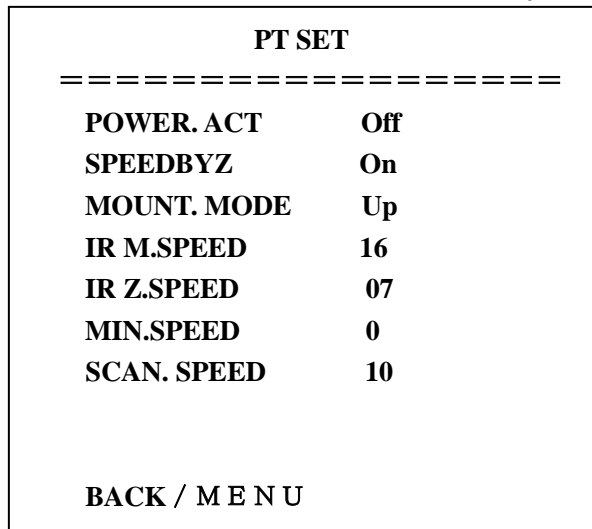 PT SET
==================
POWER. ACT Off
SPEEDBYZ On
MOUNT. MODE Up
IR M.SPEED 16
IR Z.SPEED 07
MIN.SPEED 0
SCAN. SPEED 10
BACK / ＭＥＮＵ